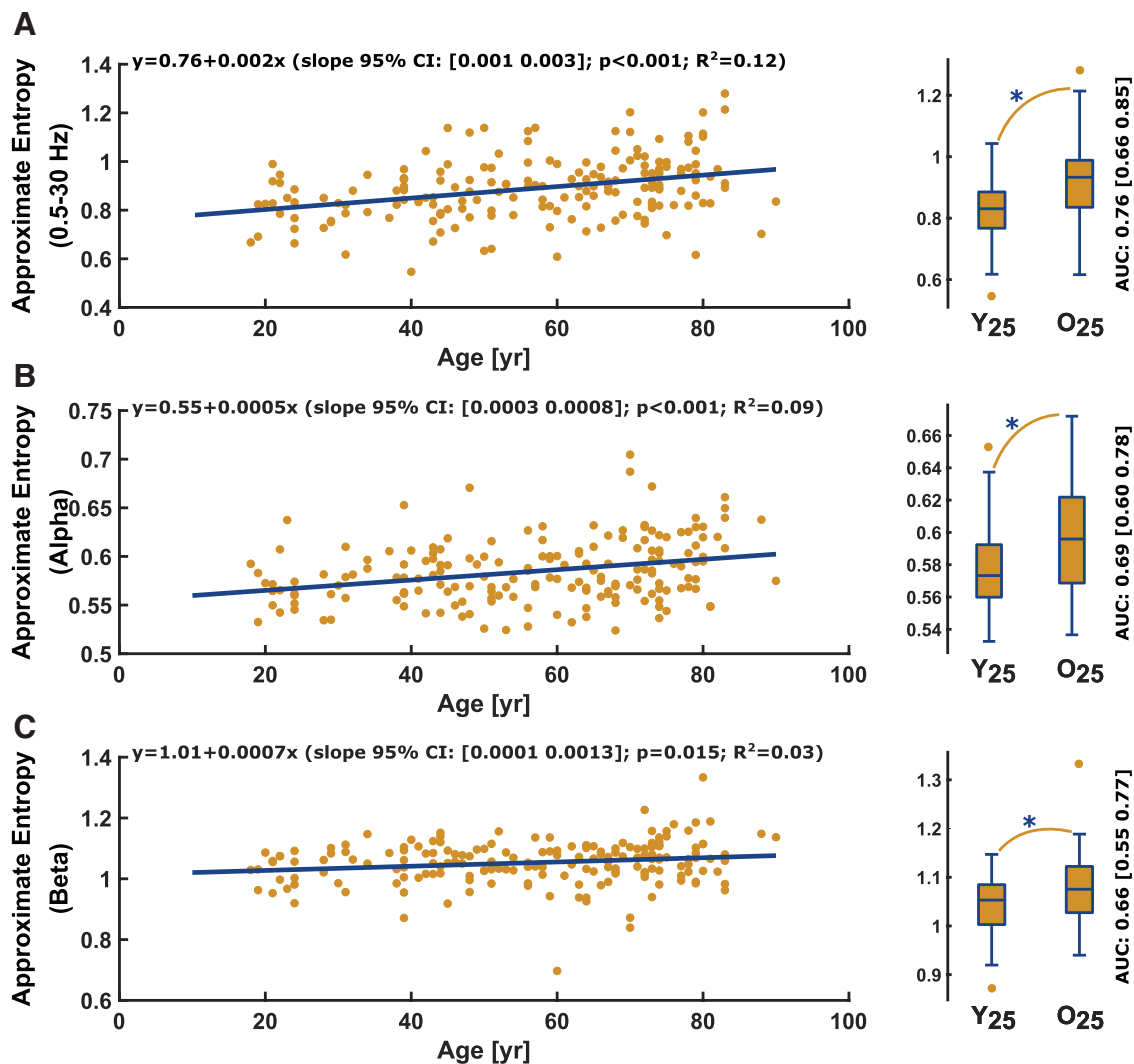 A
y=0.76+0.002x (slope 95% CI: [0.001 0.003]; p<0.001; R²=0.12)
Approximate Entropy
(0.5-30 Hz)
1.4
1.2
1
0.8
0.6
0.4
0 20 40 60 80 100
Age [yr]
*
1.2
1
0.8
0.6
Y25 O25
AUC: 0.76 [0.66 0.85]
B
y=0.55+0.0005x (slope 95% CI: [0.0003 0.0008]; p<0.001; R²=0.09)
Approximate Entropy
(Alpha)
0.75
0.7
0.65
0.6
0.55
0.5
0 20 40 60 80 100
Age [yr]
*
0.66
0.64
0.62
0.6
0.58
0.56
0.54
Y25 O25
AUC: 0.69 [0.60 0.78]
C
y=1.01+0.0007x (slope 95% CI: [0.0001 0.0013]; p=0.015; R²=0.03)
Approximate Entropy
(Beta)
1.4
1.2
1
0.8
0.6
0 20 40 60 80 100
Age [yr]
*
1.3
1.2
1.1
1
0.9
Y25 O25
AUC: 0.66 [0.55 0.77]